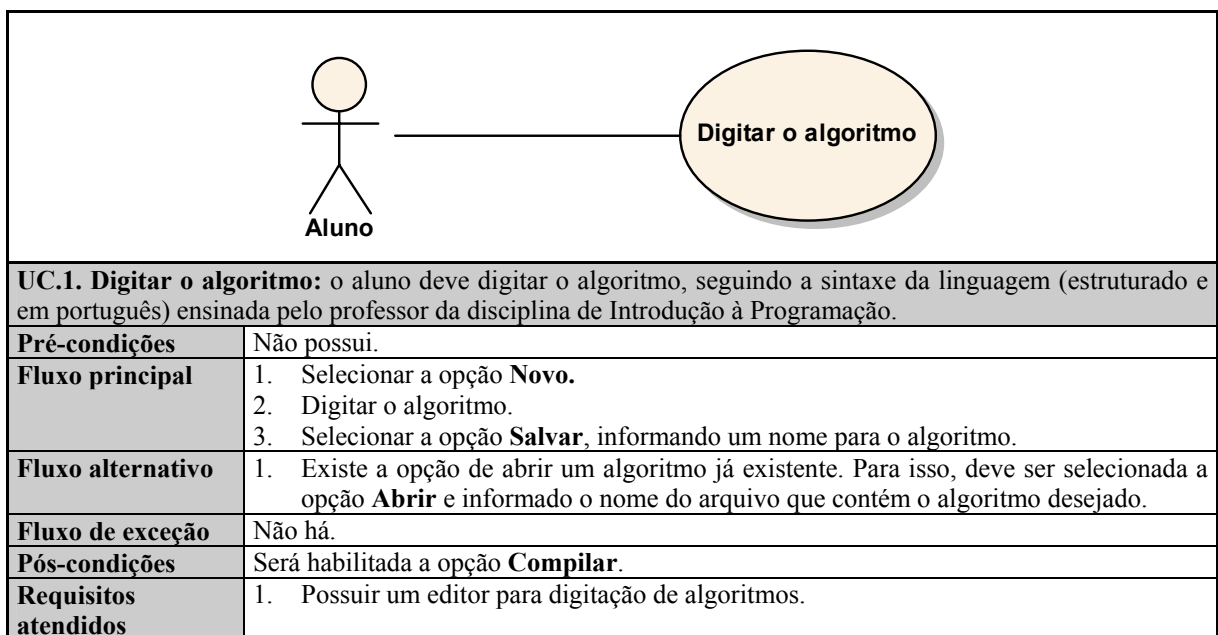 Digitar o algoritmo
Aluno
UC.1. Digitar o algoritmo: o aluno deve digitar o algoritmo, seguindo a sintaxe da linguagem (estruturado e
em português) ensinada pelo professor da disciplina de Introdução à Programação.
Pré-condições Não possui.
Fluxo principal 1. Selecionar a opção Novo.
2. Digitar o algoritmo.
3. Selecionar a opção Salvar, informando um nome para o algoritmo.
Fluxo alternativo 1. Existe a opção de abrir um algoritmo já existente. Para isso, deve ser selecionada a
opção Abrir e informado o nome do arquivo que contém o algoritmo desejado.
Fluxo de exceção Não há.
Pós-condições Será habilitada a opção Compilar.
Requisitos 1. Possuir um editor para digitação de algoritmos.
atendidos